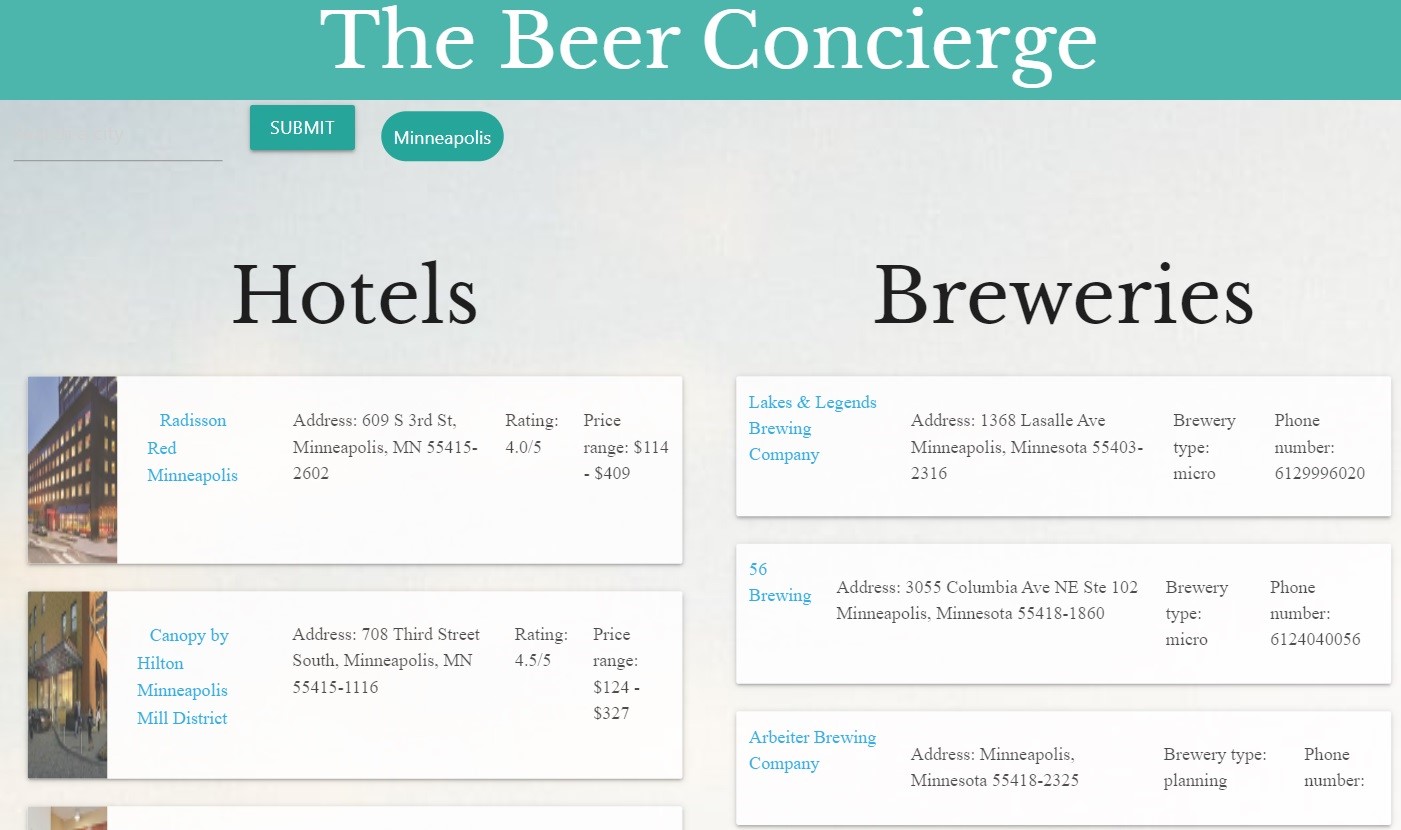 The Beer Concierge
SUBMIT
Minneapolis
Hotels
Radisson
Red
Minneapolis
Address: 609 S 3rd St,
Minneapolis, MN 55415-
2602
Rating:
4.0/5
Price
range: $114
- $409
Canopy by
Hilton
Minneapolis
Mill District
Address: 708 Third Street
South, Minneapolis, MN
55415-1116
Rating:
4.5/5
Price
range:
$124 -
$327
Breweries
Lakes & Legends
Brewing
Company
Address: 1368 Lasalle Ave
Minneapolis, Minnesota 55403-
2316
Brewery
type:
micro
Phone
number:
6129996020
56
Brewing
Address: 3055 Columbia Ave NE Ste 102
Minneapolis, Minnesota 55418-1860
Brewery
type:
micro
Phone
number:
6124040056
Arbeiter Brewing
Company
Address: Minneapolis,
Minnesota 55418-2325
Brewery type:
planning
Phone
number: